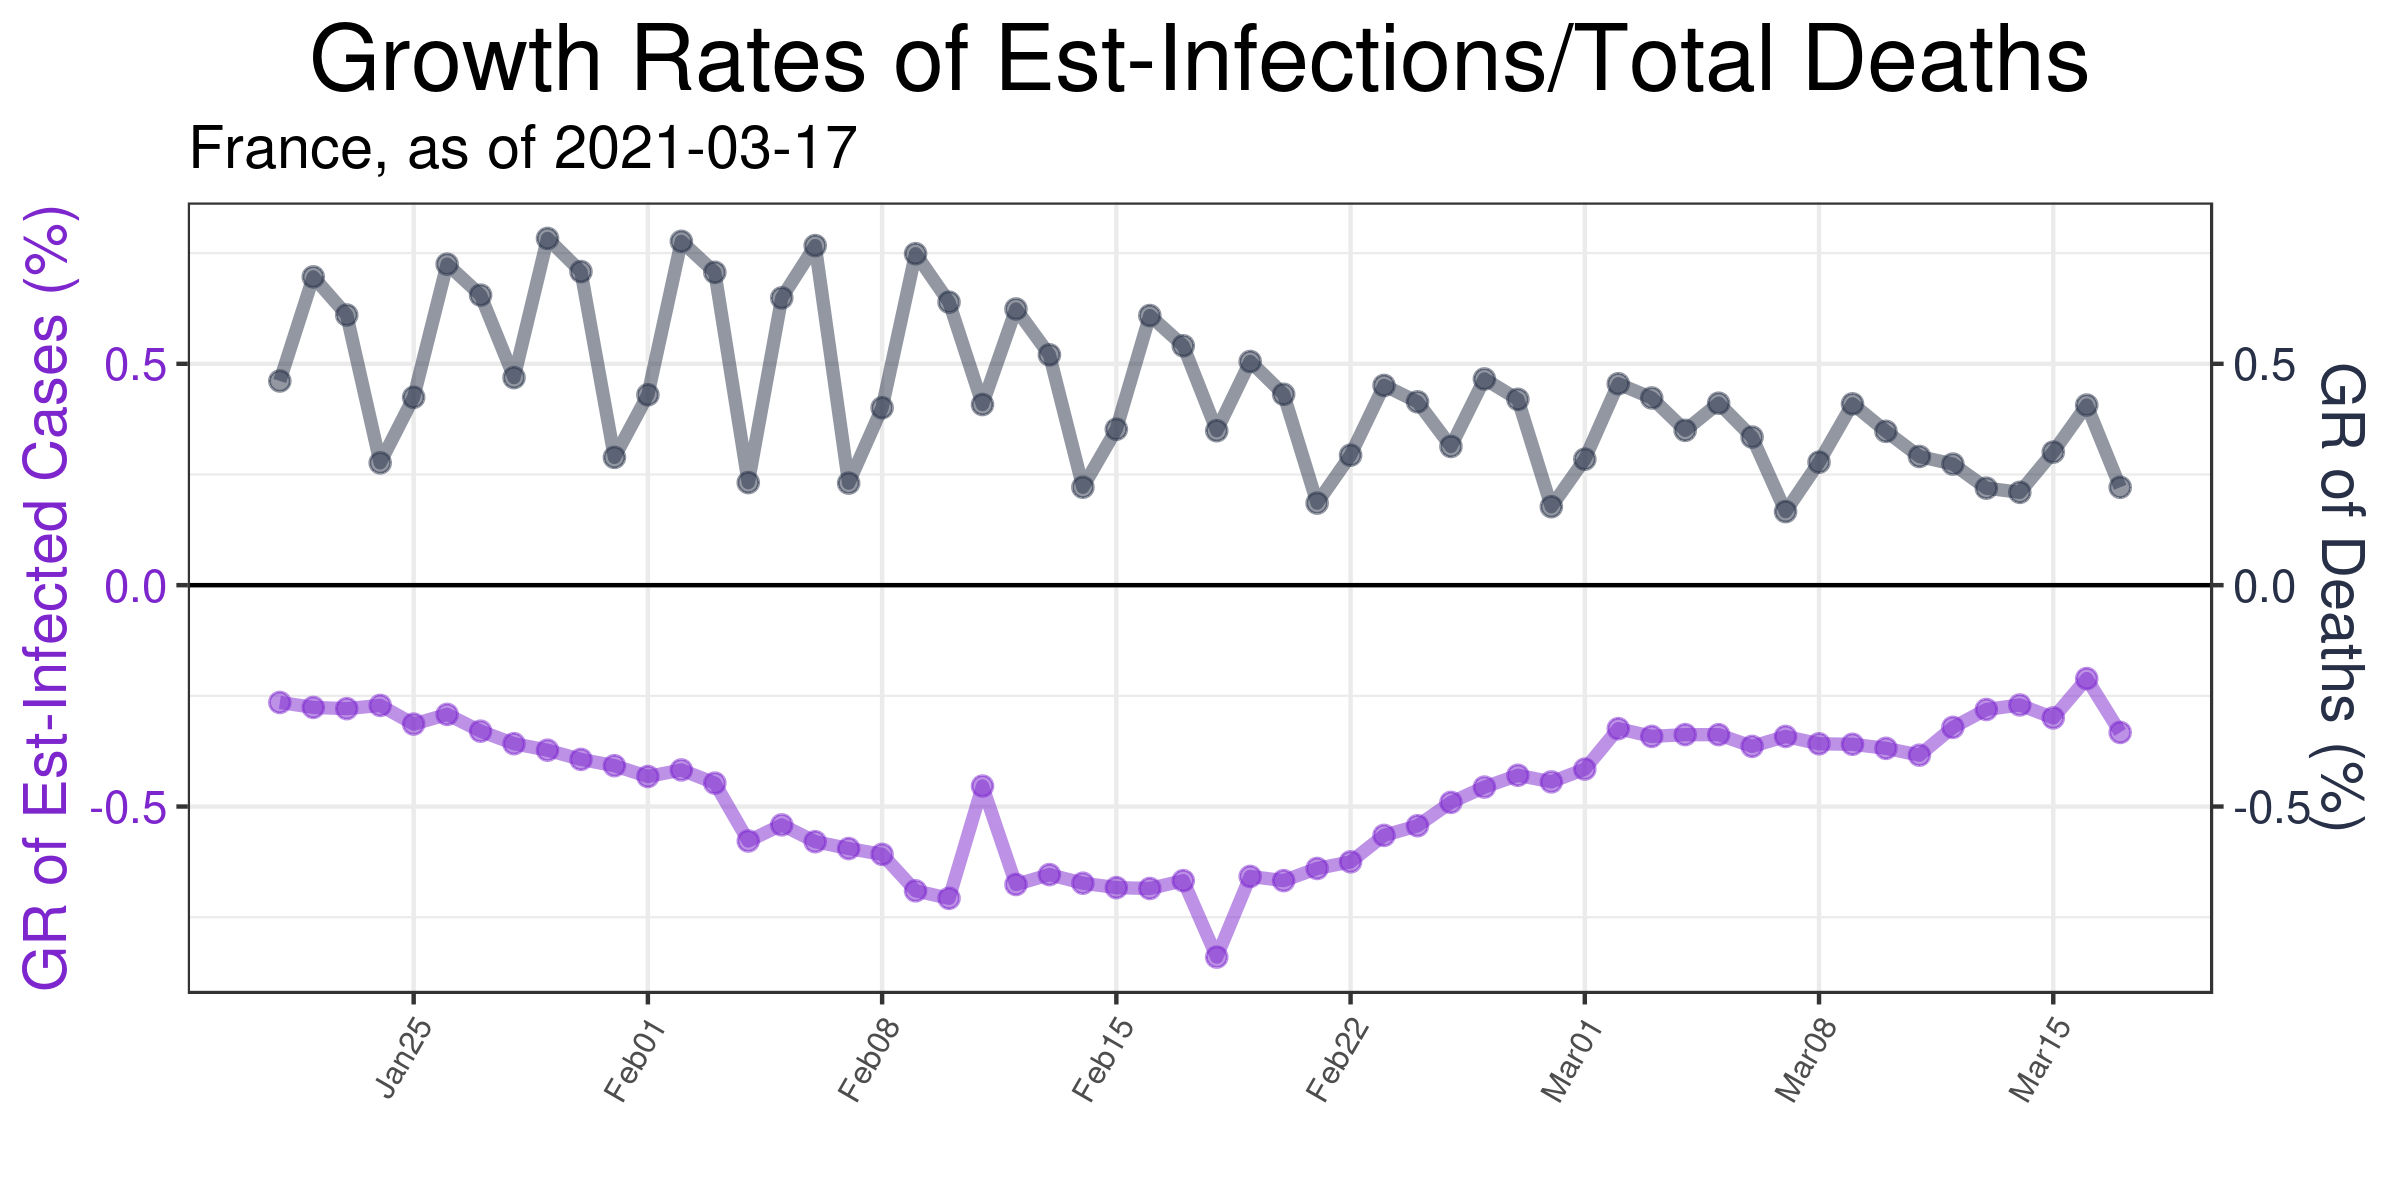 Growth Rates of Est-Infections/Total Deaths
France, as of 2021-03-17
GR of Est-Infected Cases (%)
0.5
0.0
-0.5
0.5
0.0
-0.5
GR of Deaths (%)
Jan25
Feb01
Feb08
Feb15
Feb22
Mar01
Mar08
Mar15